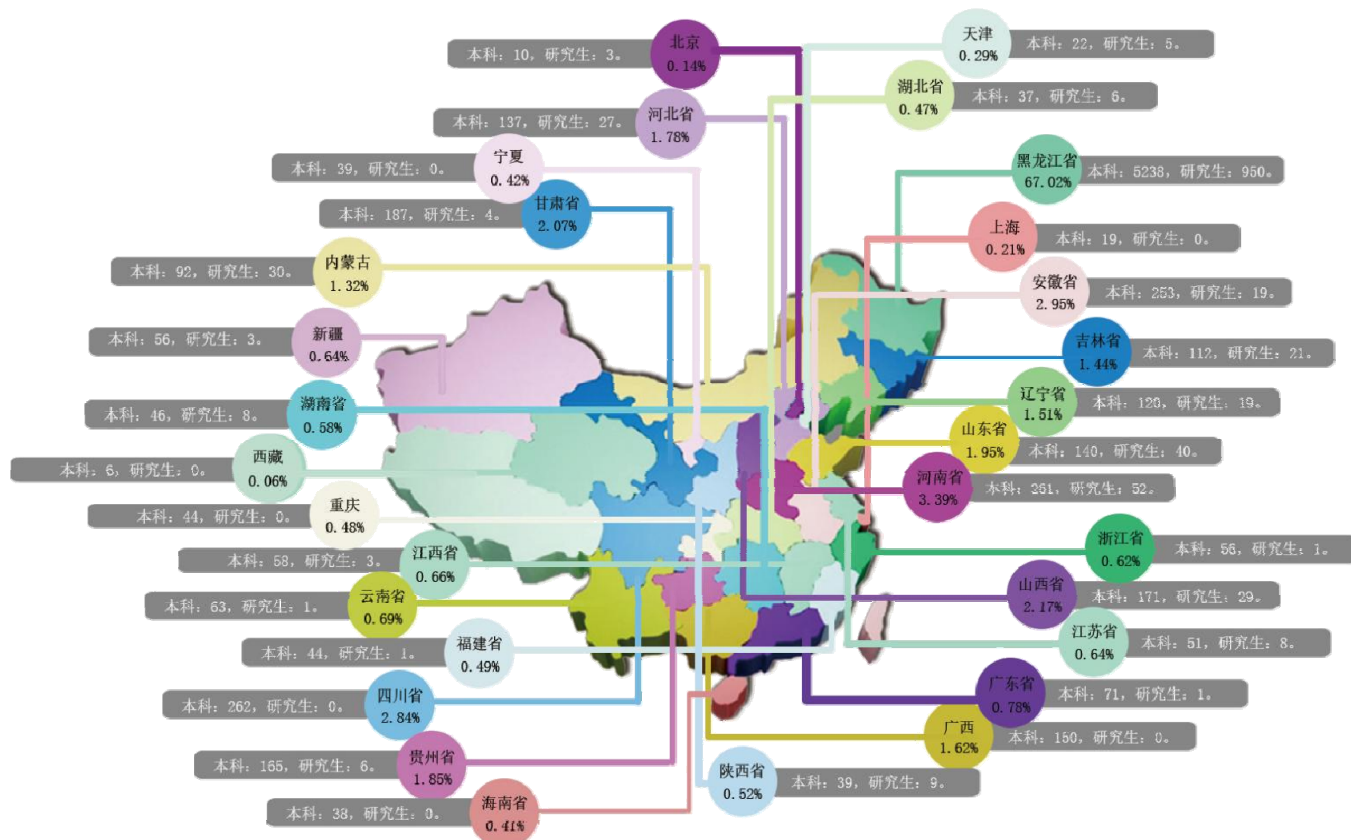 北京
0.14%
本科: 10, 研究生: 3。
天津
0.29%
本科: 22, 研究生: 5。
湖北省
0.47%
本科: 37, 研究生: 6。
河北省
1.78%
本科: 137, 研究生: 27。
宁夏
0.42%
本科: 39, 研究生: 0。
黑龙江省
67.02%
本科: 5238, 研究生: 950。
甘肃省
2.07%
本科: 187, 研究生: 4。
上海
0.21%
本科: 19, 研究生: 0。
内蒙古
1.32%
本科: 92, 研究生: 30。
安徽省
2.95%
本科: 253, 研究生: 19。
新疆
0.64%
本科: 56, 研究生: 3。
吉林省
1.44%
本科: 112, 研究生: 21。
湖南省
0.58%
本科: 46, 研究生: 8。
辽宁省
1.51%
本科: 120, 研究生: 19。
山东省
1.95%
本科: 140, 研究生: 40。
西藏
0.06%
本科: 6, 研究生: 0。
河南省
3.39%
本科: 261, 研究生: 52。
重庆
0.48%
本科: 44, 研究生: 0。
浙江省
0.62%
本科: 56, 研究生: 1。
江西省
0.66%
本科: 58, 研究生: 3。
山西省
2.17%
本科: 171, 研究生: 29。
云南省
0.69%
本科: 63, 研究生: 1。
江苏省
0.64%
本科: 51, 研究生: 8。
福建省
0.49%
本科: 44, 研究生: 1。
广东省
0.78%
本科: 71, 研究生: 1。
四川省
2.84%
本科: 262, 研究生: 0。
广西
1.62%
本科: 150, 研究生: 0。
贵州省
1.85%
本科: 165, 研究生: 6。
陕西省
0.52%
本科: 39, 研究生: 9。
海南省
0.41%
本科: 38, 研究生: 0。